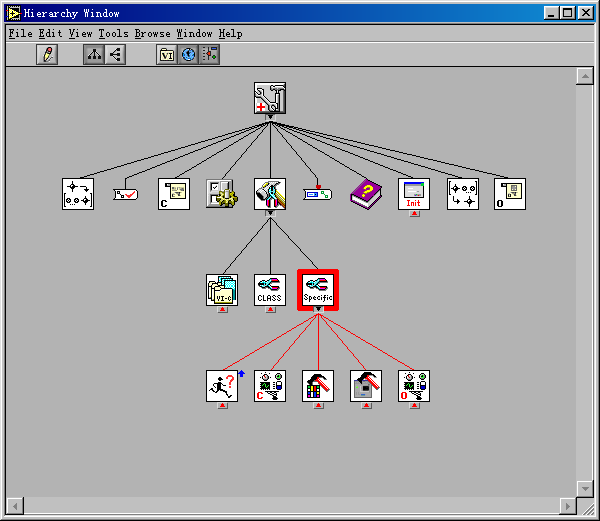 Hierarchy Window
File Edit View Tools Browse Window Help
VI
C
?
Init
O
VI-C
CLASS
Specific
?
C
O